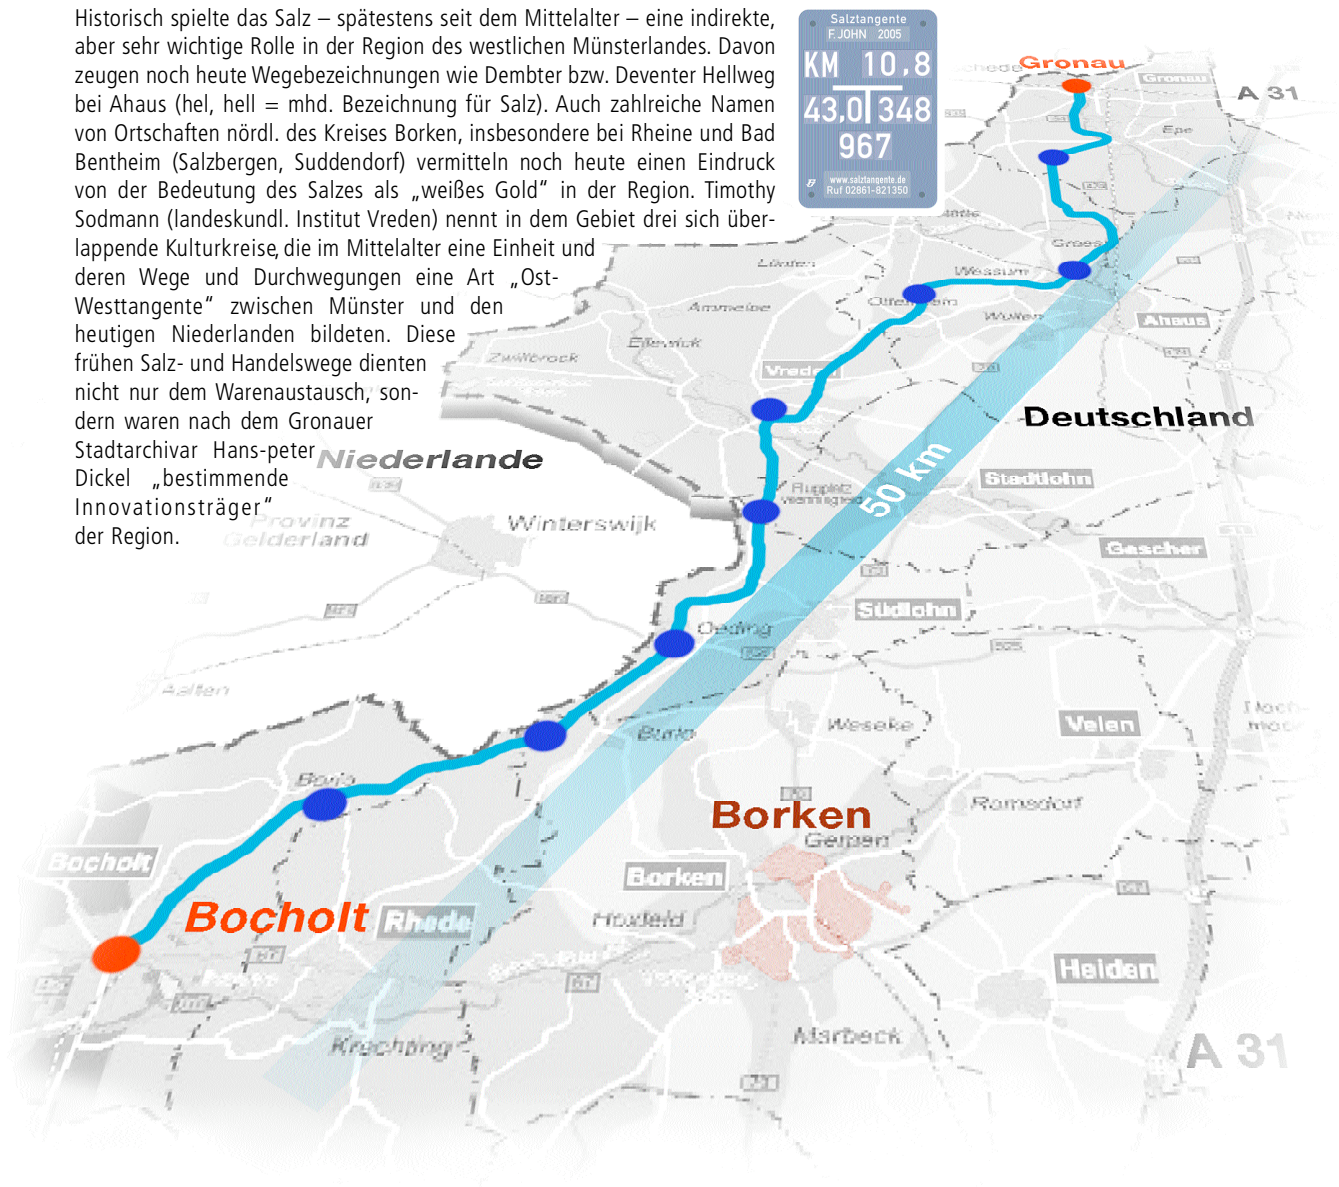 Historisch spielte das Salz – spätestens seit dem Mittelalter – eine indirekte,
aber sehr wichtige Rolle in der Region des westlichen Münsterlandes. Davon
zeugen noch heute Wegebezeichnungen wie Dembter bzw. Deventer Hellweg
bei Ahaus (hel, hell = mhd. Bezeichnung für Salz). Auch zahlreiche Namen
von Ortschaften nördl. des Kreises Borken, insbesondere bei Rheine und Bad
Bentheim (Salzbergen, Suddendorf) vermitteln noch heute einen Eindruck
von der Bedeutung des Salzes als „weißes Gold“ in der Region. Timothy
Sodmann (landeskundl. Institut Vreden) nennt in dem Gebiet drei sich über-
lappende Kulturkreise, die im Mittelalter eine Einheit und
deren Wege und Durchwegungen eine Art „Ost-
Westtangente“ zwischen Münster und den
heutigen Niederlanden bildeten. Diese
frühen Salz- und Handelswege dienten
nicht nur dem Warenaustausch, son-
dern waren nach dem Gronauer
Stadtarchivar Hans-peter
Dickel „bestimmende
Innovationsträger“
der Region.
Salztangente
F. JOHN 2005
KM 10,8
43,0 348
967
www.salztangente.de
Ruf 02861-821350
Gronau
Gronau
A 31
Epe
Lünten
Wessum
Ammeloe
Wüllen
Ahaus
Ellewick
Zwillbrock
Vreden
Deutschland
Niederlande
50 km
Stadtlohn
Provinz
Gelderland
Winterswijk
Gescher
Südlohn
Oeding
525
Aalten
Weseke
Velen
Burlo
Borken
Ramsdorf
Gemen
Bocholt
Borken
Bocholt
Rhede
Hoxfeld
Heiden
Krechting
Marbeck
A 31